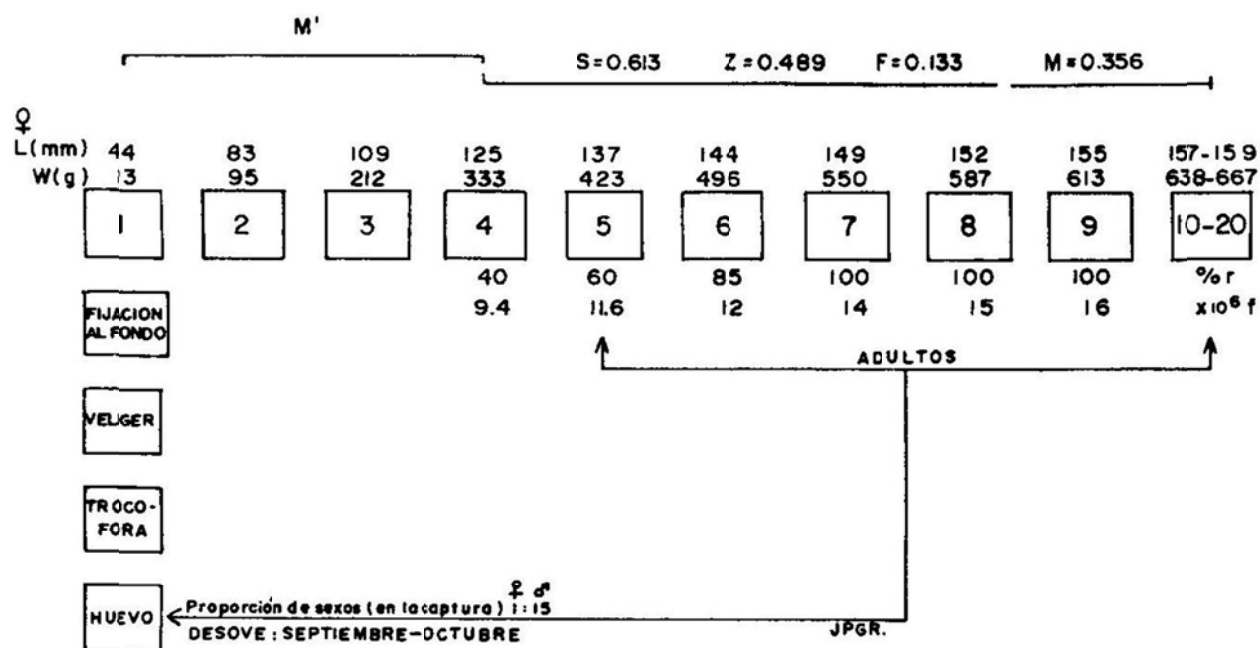 M'
S=0.613 Z=0.489 F=0.133 M=0.356
♀
L(mm) 44 83 109 125 137 144 149 152 155 157-159
W(g) 13 95 212 333 423 496 550 587 613 638-667
1 2 3 4 5 6 7 8 9 10-20
40 60 85 100 100 100 % r
9.4 11.6 12 14 15 16 x10⁶ f
FIJACION
AL FONDO
ADULTOS
VELIGER
TROCO-
FORA
♀ ♂
HUEVO Proporción de sexos (en la captura) 1:15
DESOVE: SEPTIEMBRE-OCTUBRE JPGR.